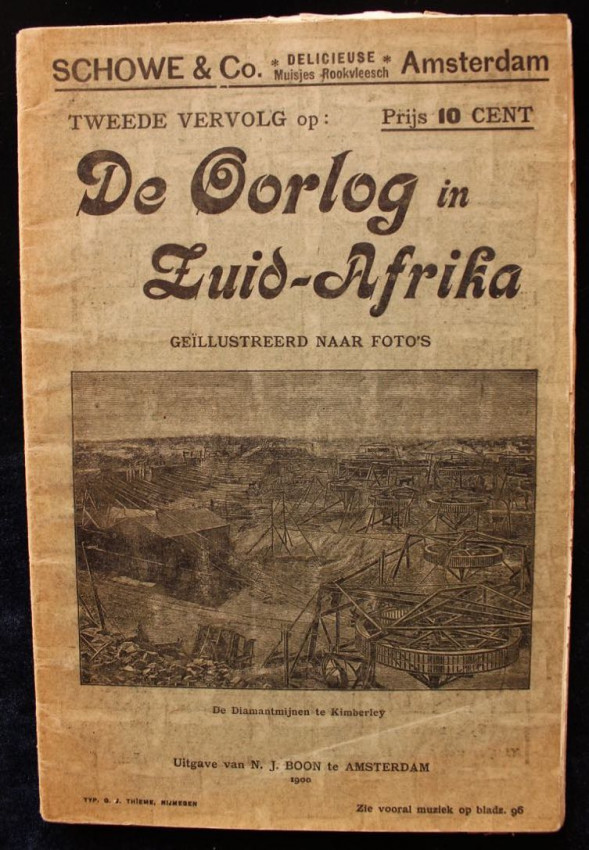 SCHOWE & Co. * DELICIEUSE * Amsterdam
Muisjes Rookvleesch
TWEEDE VERVOLG op: Prijs 10 CENT
De Oorlog in
Zuid-Afrika
GEÏLLUSTREERD NAAR FOTO'S
De Diamantmijnen te Kimberley
Uitgave van N. J. BOON te AMSTERDAM
1900
TYP. G. J. THIEME, NIJMEGEN
Zie vooral muziek op bladz. 96